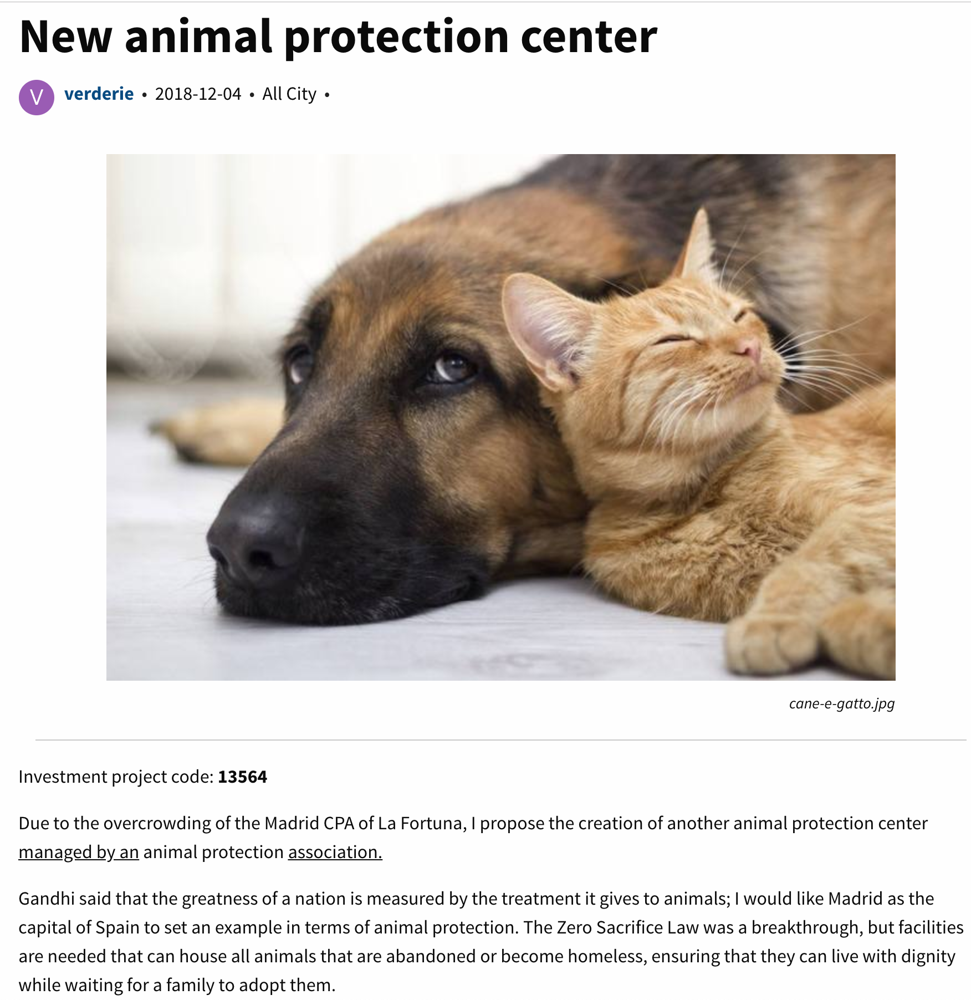 New animal protection center
V verderie • 2018-12-04 • All City •
cane-e-gatto.jpg
Investment project code: 13564
Due to the overcrowding of the Madrid CPA of La Fortuna, I propose the creation of another animal protection center
managed by an animal protection association.
Gandhi said that the greatness of a nation is measured by the treatment it gives to animals; I would like Madrid as the
capital of Spain to set an example in terms of animal protection. The Zero Sacrifice Law was a breakthrough, but facilities
are needed that can house all animals that are abandoned or become homeless, ensuring that they can live with dignity
while waiting for a family to adopt them.